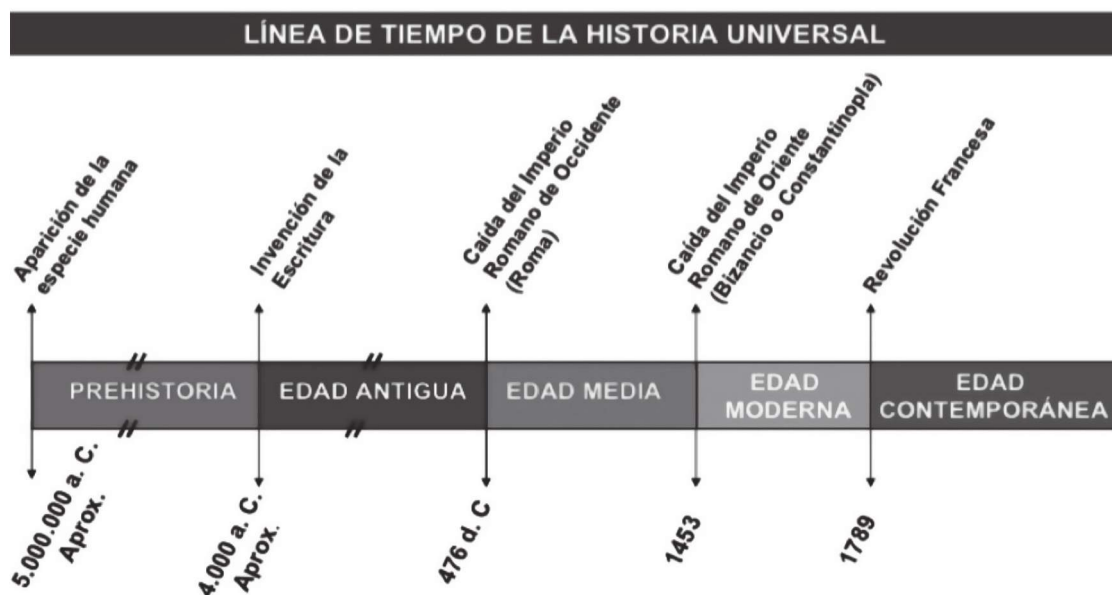 LÍNEA DE TIEMPO DE LA HISTORIA UNIVERSAL
Aparición de la
especie humana
Invención de la
Escritura
Caída del Imperio
Romano de Occidente
(Roma)
Caída del Imperio
Romano de Oriente
(Bizancio o Constantinopla)
Revolución Francesa
PREHISTORIA
EDAD ANTIGUA
EDAD MEDIA
EDAD
MODERNA
EDAD
CONTEMPORÁNEA
5.000.000 a. C.
Aprox.
4.000 a. C.
Aprox.
476 d. C
1453
1789